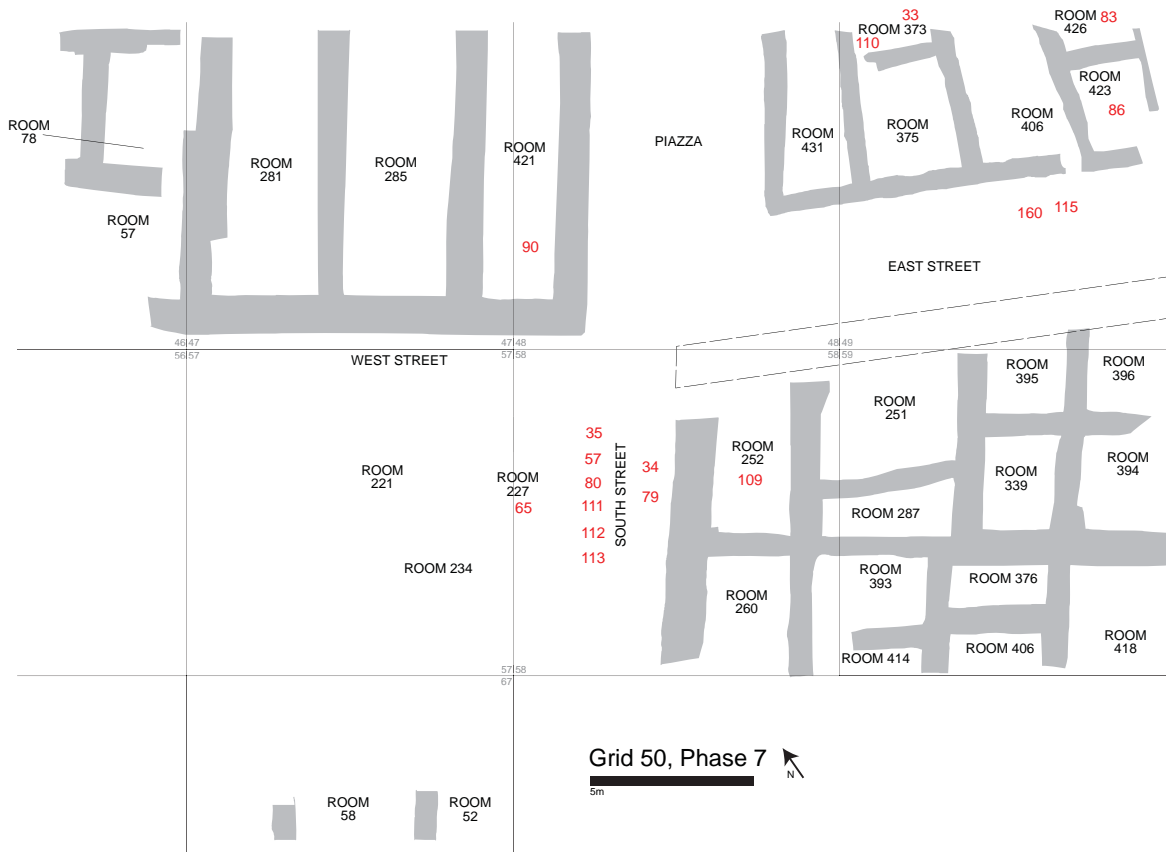 33
ROOM 373
110
ROOM 83
426
ROOM
423
86
ROOM
78
ROOM
281
ROOM
285
ROOM
421
PIAZZA
ROOM
431
ROOM
375
ROOM
406
ROOM
57
90
160
115
EAST STREET
46 47
56 57
47 48
57 58
48 49
58 59
WEST STREET
ROOM
395
ROOM
396
ROOM
251
35
57
80
111
112
113
SOUTH STREET
34
79
ROOM
252
109
ROOM
221
ROOM
227
65
ROOM
339
ROOM
394
ROOM 287
ROOM 234
ROOM
260
ROOM
393
ROOM 376
ROOM 414
ROOM 406
ROOM
418
57 58
67
Grid 50, Phase 7
N
5m
ROOM
58
ROOM
52